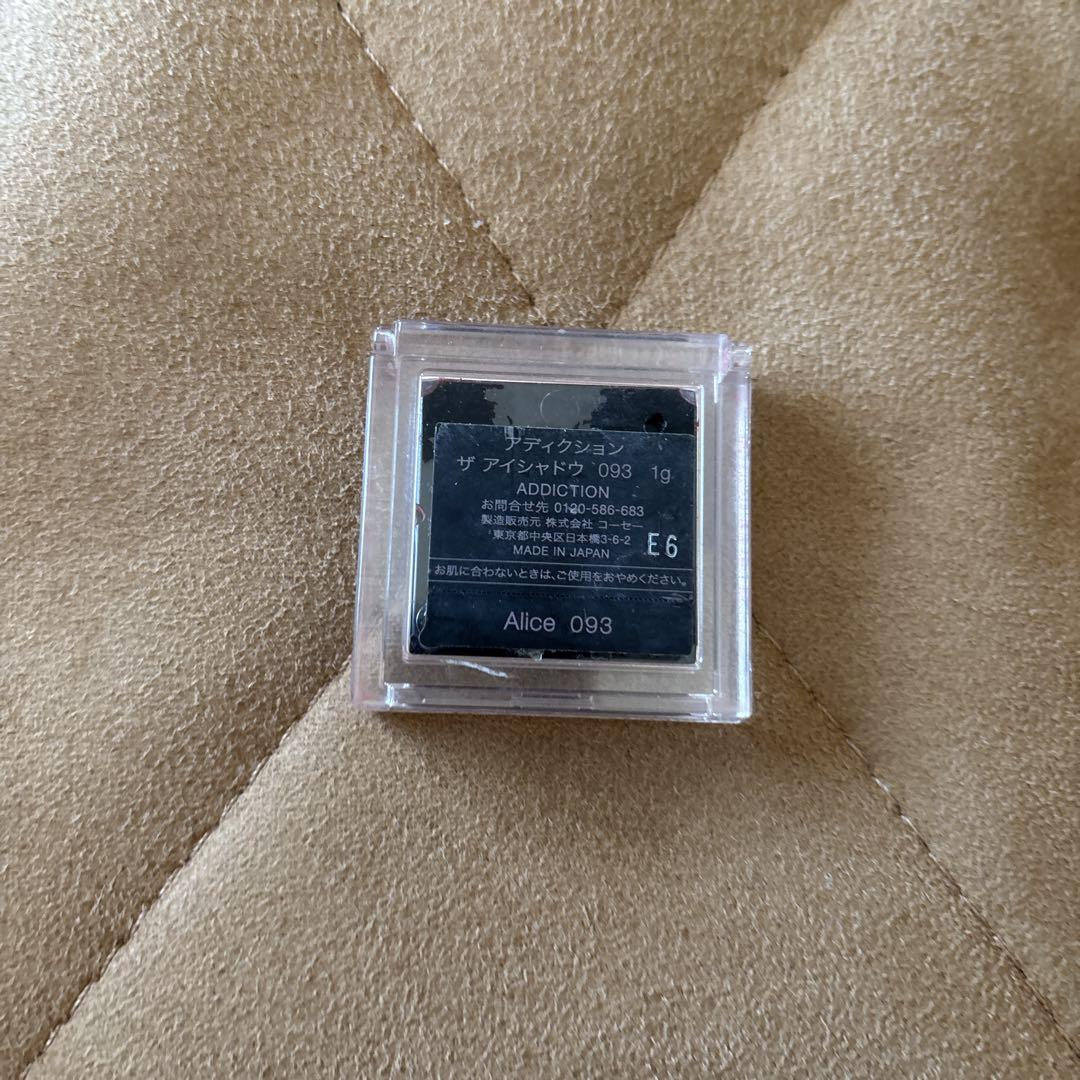 アディクション
ザ アイシャドウ 093 1g
ADDICTION
お問合せ先 0120-586-683
製造販売元 株式会社 コーセー
東京都中央区日本橋3-6-2
MADE IN JAPAN
E6
お肌に合わないときは、ご使用をおやめください。
Alice 093